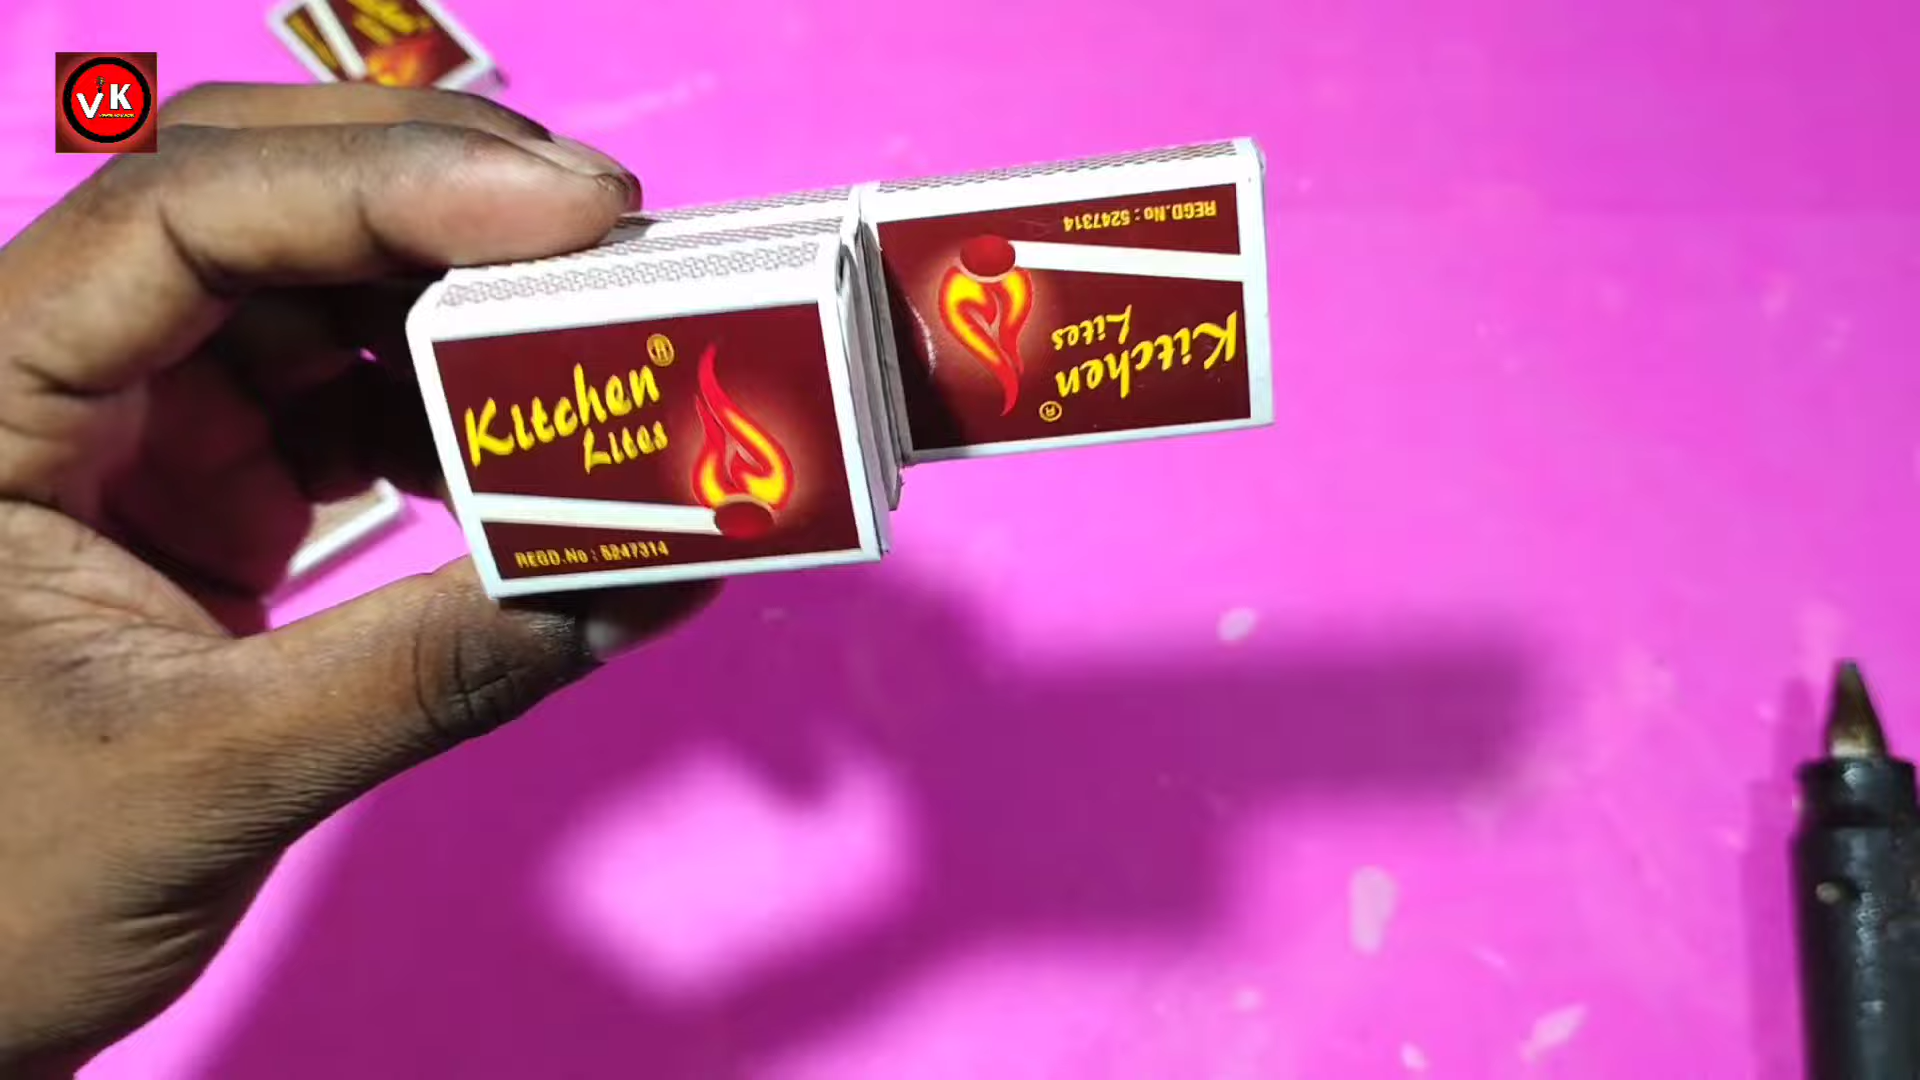 VK
Kitchen®
Lites
REGD.No : 5247314
REGD.No : 5247314
Kitchen®
Lites